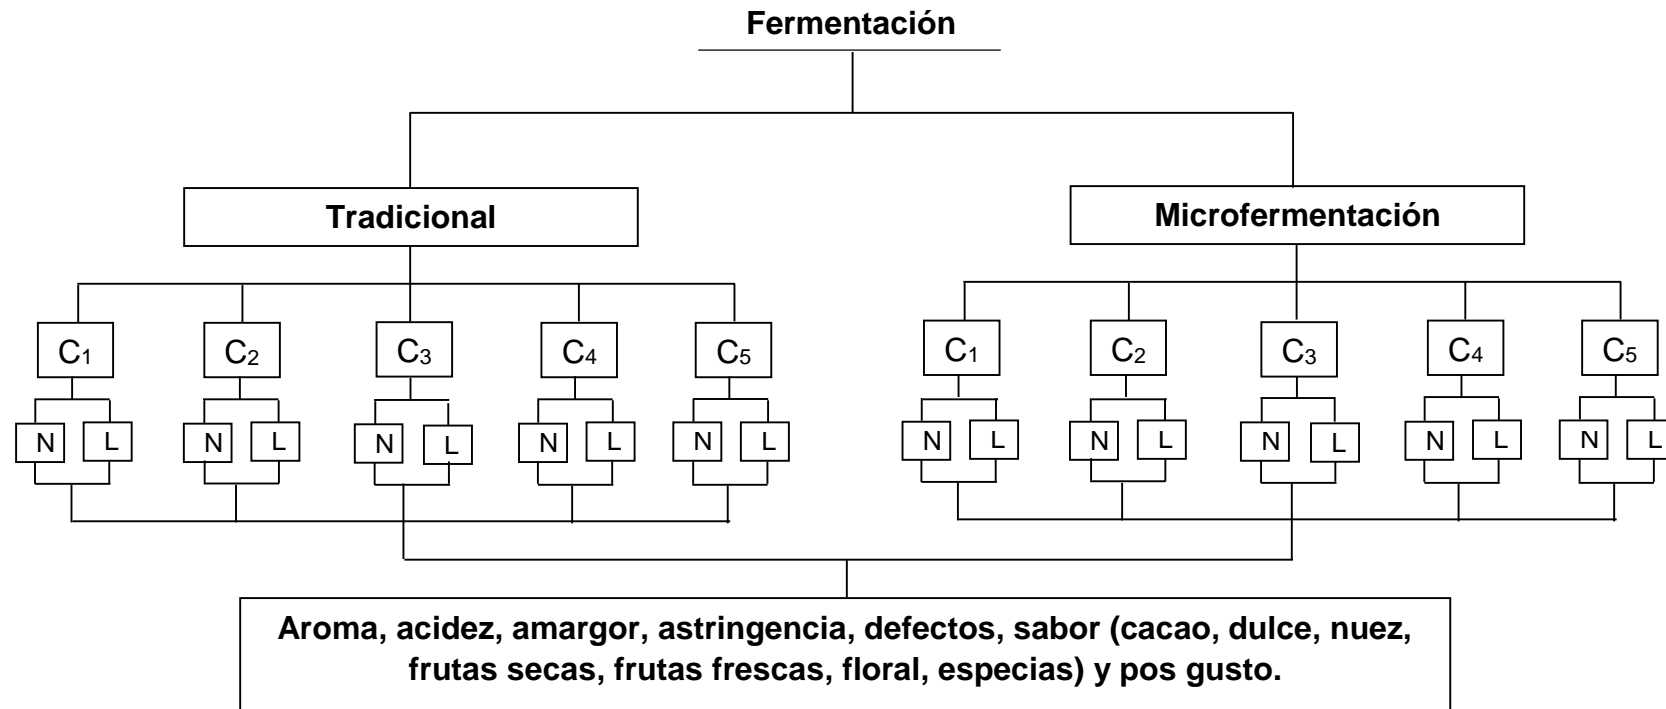 Fermentación
Tradicional
Microfermentación
C1 C2 C3 C4 C5 C1 C2 C3 C4 C5
N L N L N L N L N L N L N L N L N L N L
Aroma, acidez, amargor, astringencia, defectos, sabor (cacao, dulce, nuez,
frutas secas, frutas frescas, floral, especias) y pos gusto.